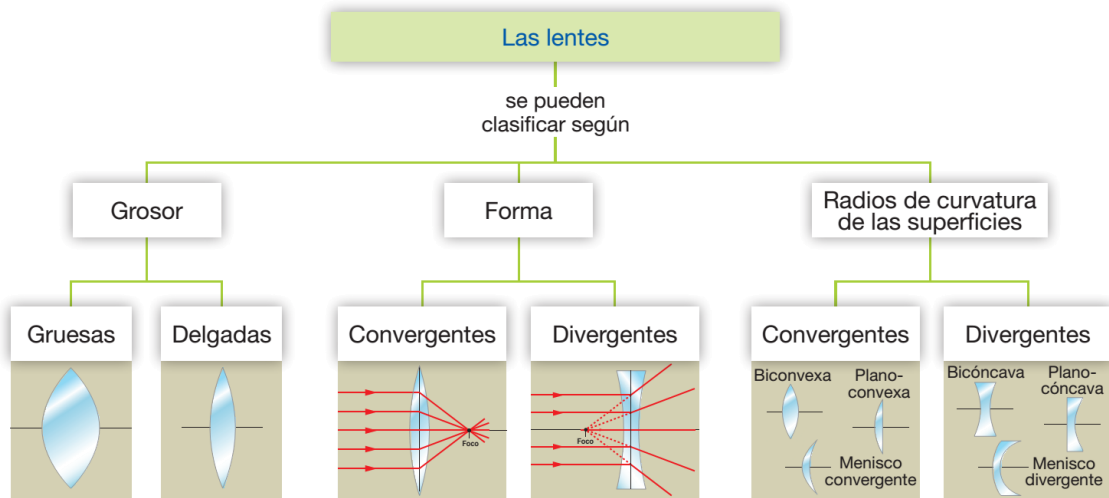 Las lentes
se pueden
clasificar según
Grosor
Forma
Radios de curvatura
de las superficies
Gruesas
Delgadas
Convergentes
Divergentes
Convergentes
Divergentes
Foco
Foco
Biconvexa
Plano-
convexa
Menisco
convergente
Bicóncava
Plano-
cóncava
Menisco
divergente